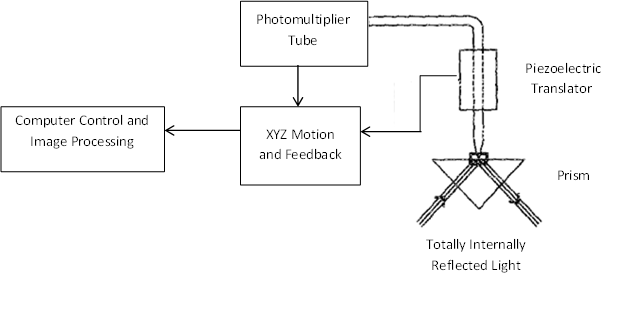 Photomultiplier
Tube
Piezoelectric
Translator
Computer Control and
Image Processing
XYZ Motion
and Feedback
Prism
Totally Internally
Reflected Light